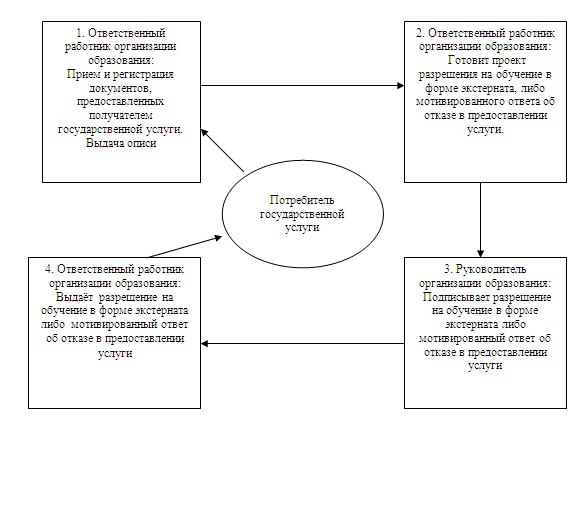 1. Ответственный
работник организации
образования:
Прием и регистрация
документов,
предоставленных
получателем
государственной услуги.
Выдача описи
2. Ответственный работник
организации образования:
Готовит проект
разрешения на обучение в
форме экстерната, либо
мотивированного ответа об
отказе в предоставлении
услуги.
Потребитель
государственной
услуги
3. Руководитель
организации образования:
Подписывает разрешение
на обучение в форме
экстерната либо
мотивированный ответ об
отказе в предоставлении
услуги
4. Ответственный работник
организации образования:
Выдаёт разрешение на
обучение в форме экстерната
либо мотивированный ответ
об отказе в предоставлении
услуги